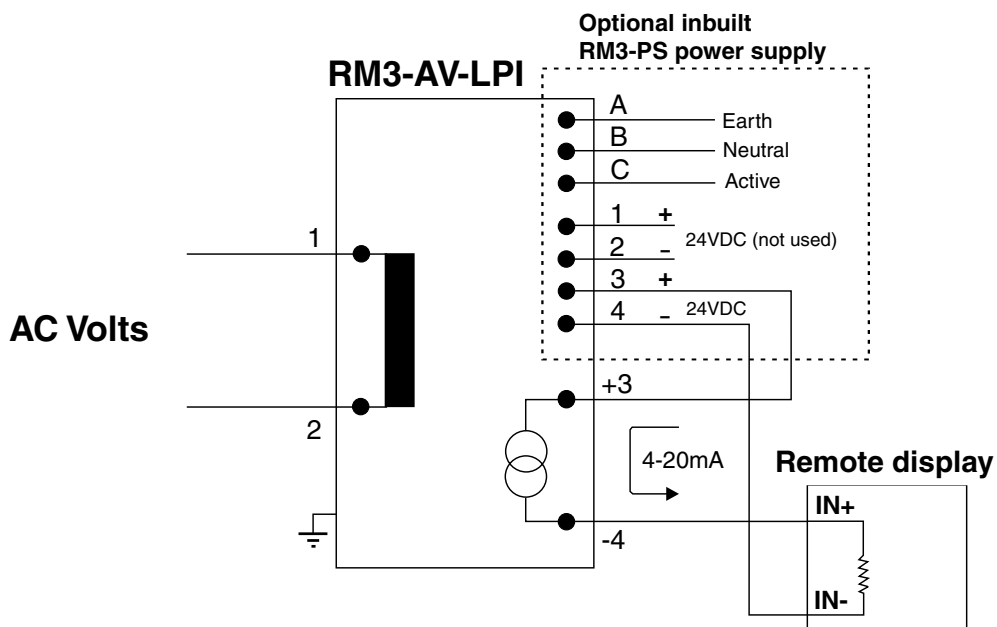 Optional inbuilt
RM3-PS power supply
RM3-AV-LPI
A
Earth
B
Neutral
C
Active
1 +
24VDC (not used)
2 -
3 +
4 - 24VDC
1
AC Volts
2
+3
4-20mA
-4
Remote display
IN+
IN-